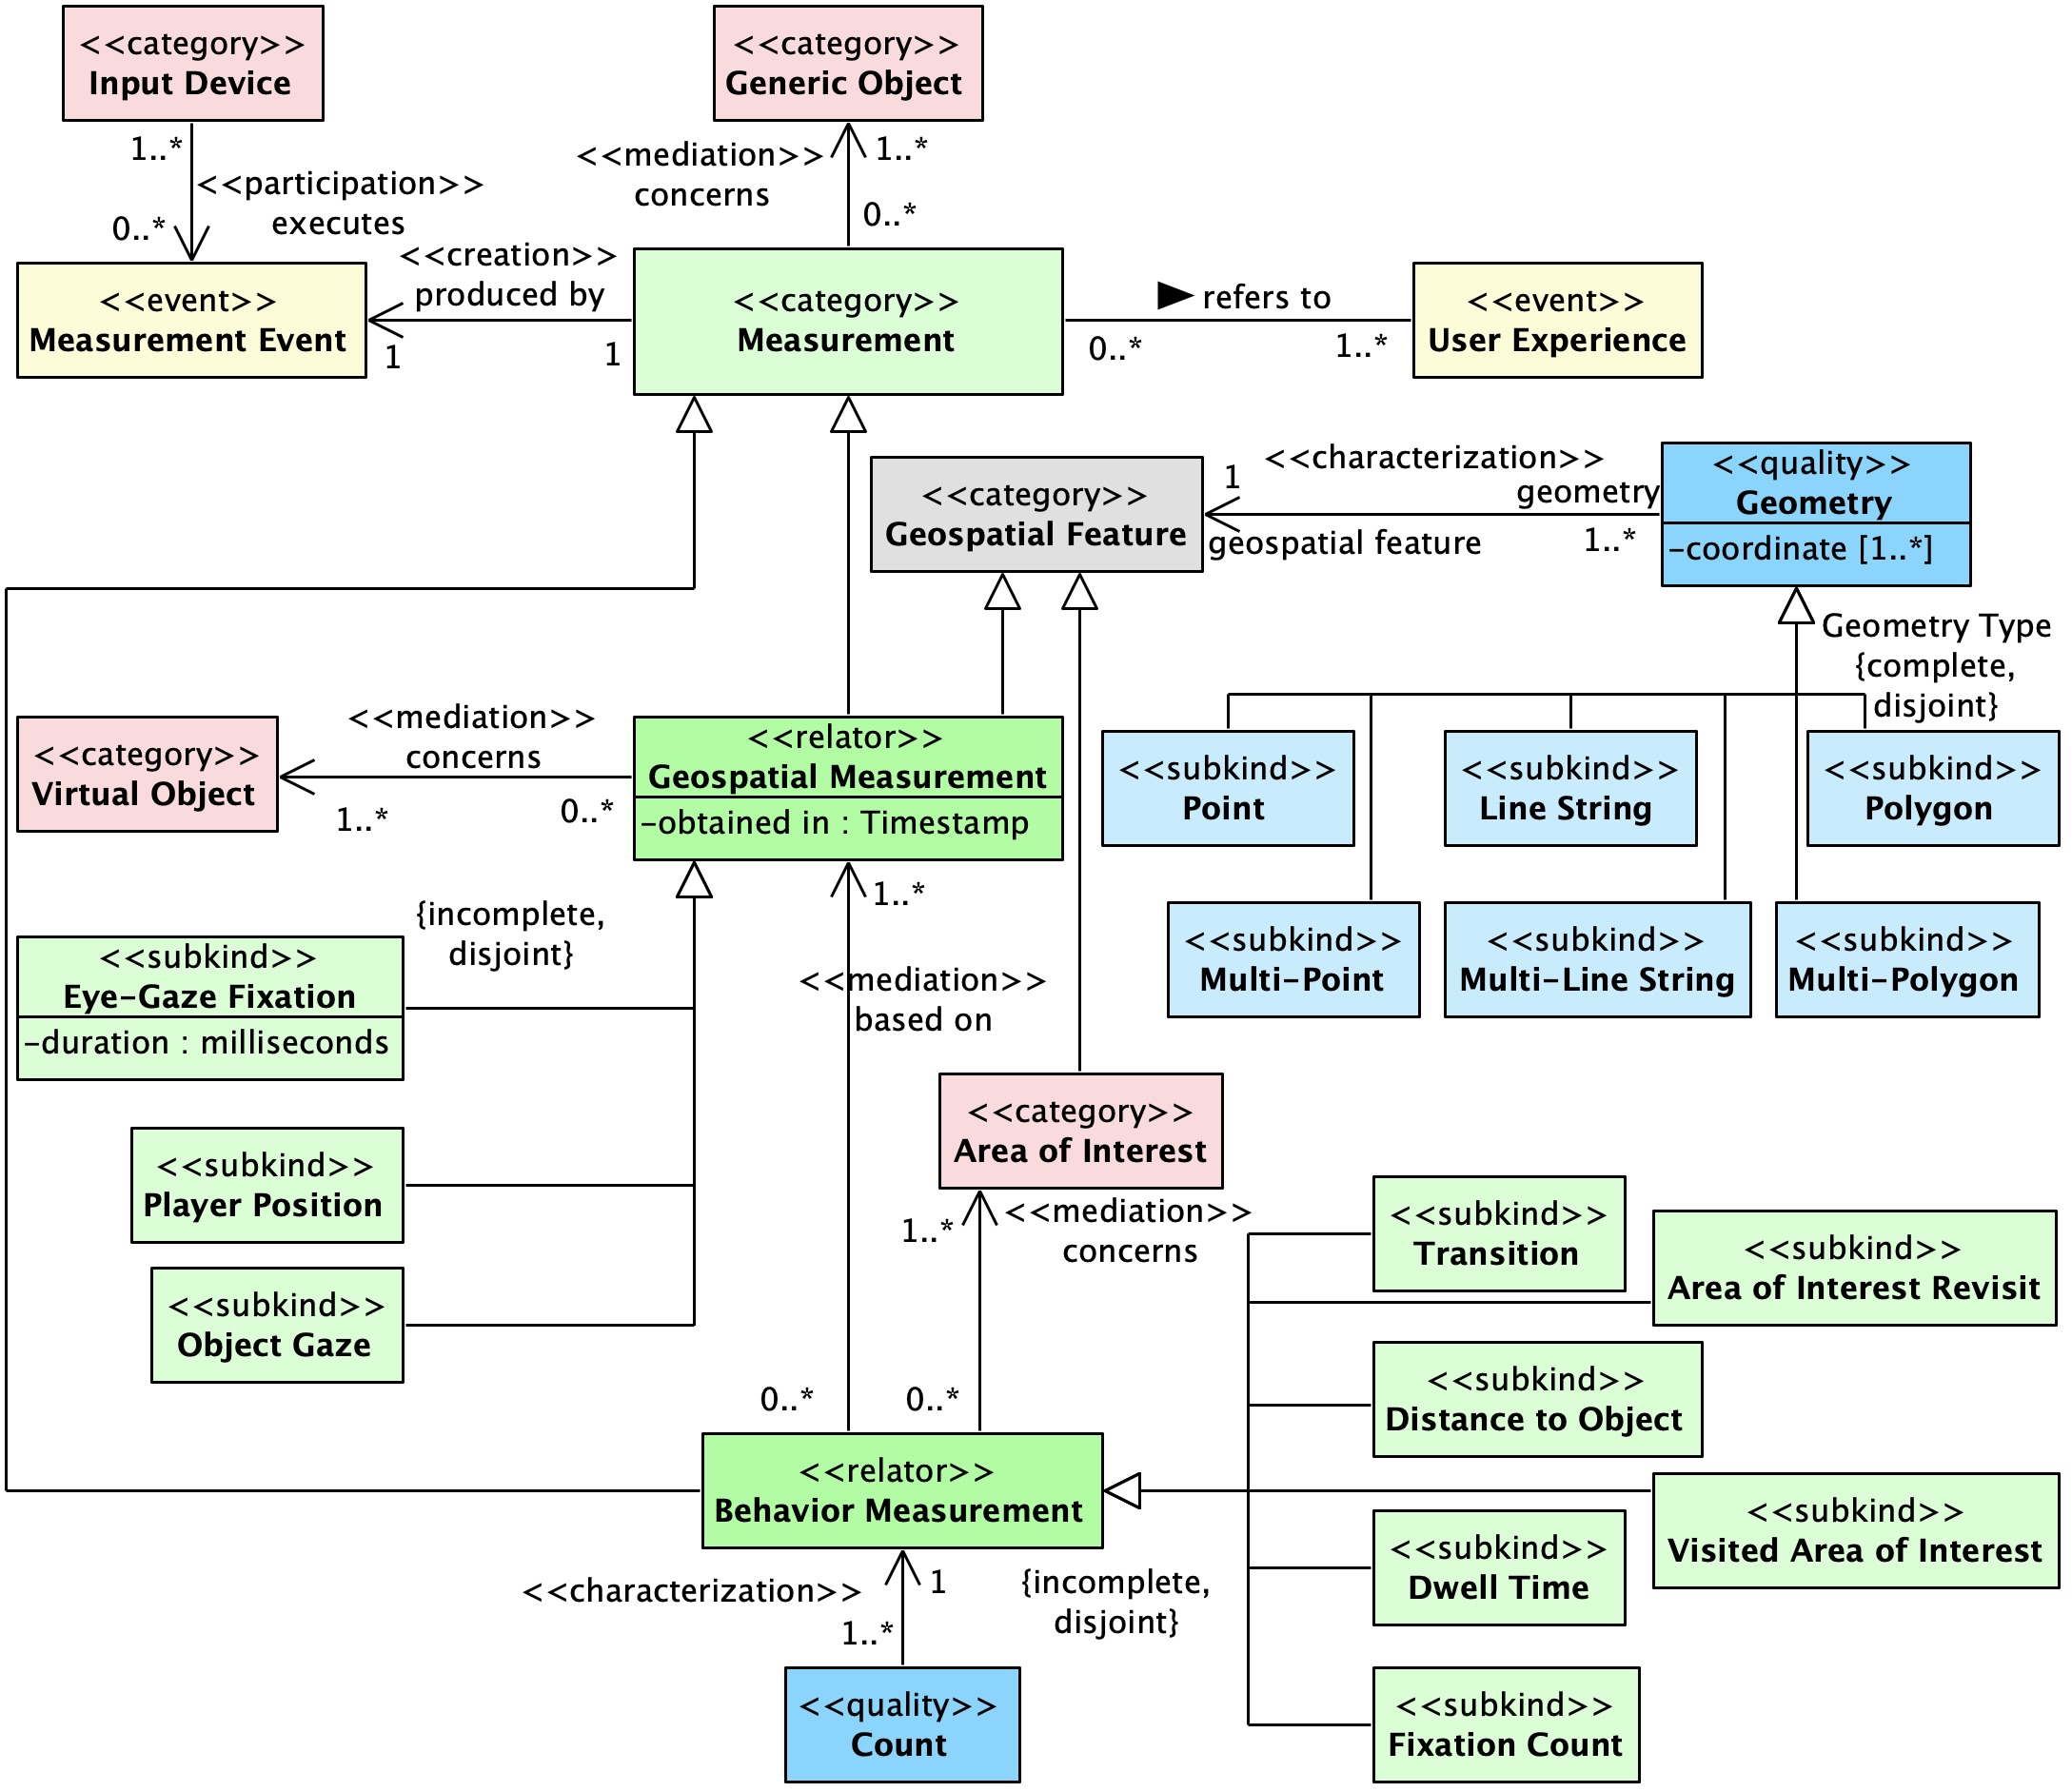 <<category>>
Input Device
<<category>>
Generic Object
1..*
<<participation>>
executes
0..*
<<mediation>>
concerns
1..*
0..*
<<event>>
Measurement Event
<<creation>>
produced by
1
1
<<category>>
Measurement
refers to
0..*
1..*
<<event>>
User Experience
<<category>>
Geospatial Feature
1
<<characterization>>
geometry
geospatial feature
1..*
<<quality>>
Geometry
-coordinate [1..*]
Geometry Type
{complete,
disjoint}
<<category>>
Virtual Object
<<mediation>>
concerns
1..*
0..*
<<relator>>
Geospatial Measurement
-obtained in : Timestamp
<<subkind>>
Point
<<subkind>>
Line String
<<subkind>>
Polygon
<<subkind>>
Multi-Point
<<subkind>>
Multi-Line String
<<subkind>>
Multi-Polygon
{incomplete,
disjoint}
<<subkind>>
Eye-Gaze Fixation
-duration : milliseconds
1..*
<<mediation>>
based on
<<subkind>>
Player Position
<<subkind>>
Object Gaze
<<category>>
Area of Interest
1..*
<<mediation>>
concerns
0..*
0..*
<<subkind>>
Transition
<<subkind>>
Area of Interest Revisit
<<subkind>>
Distance to Object
<<relator>>
Behavior Measurement
<<subkind>>
Visited Area of Interest
<<subkind>>
Dwell Time
<<characterization>>
1
1..*
{incomplete,
disjoint}
<<quality>>
Count
<<subkind>>
Fixation Count